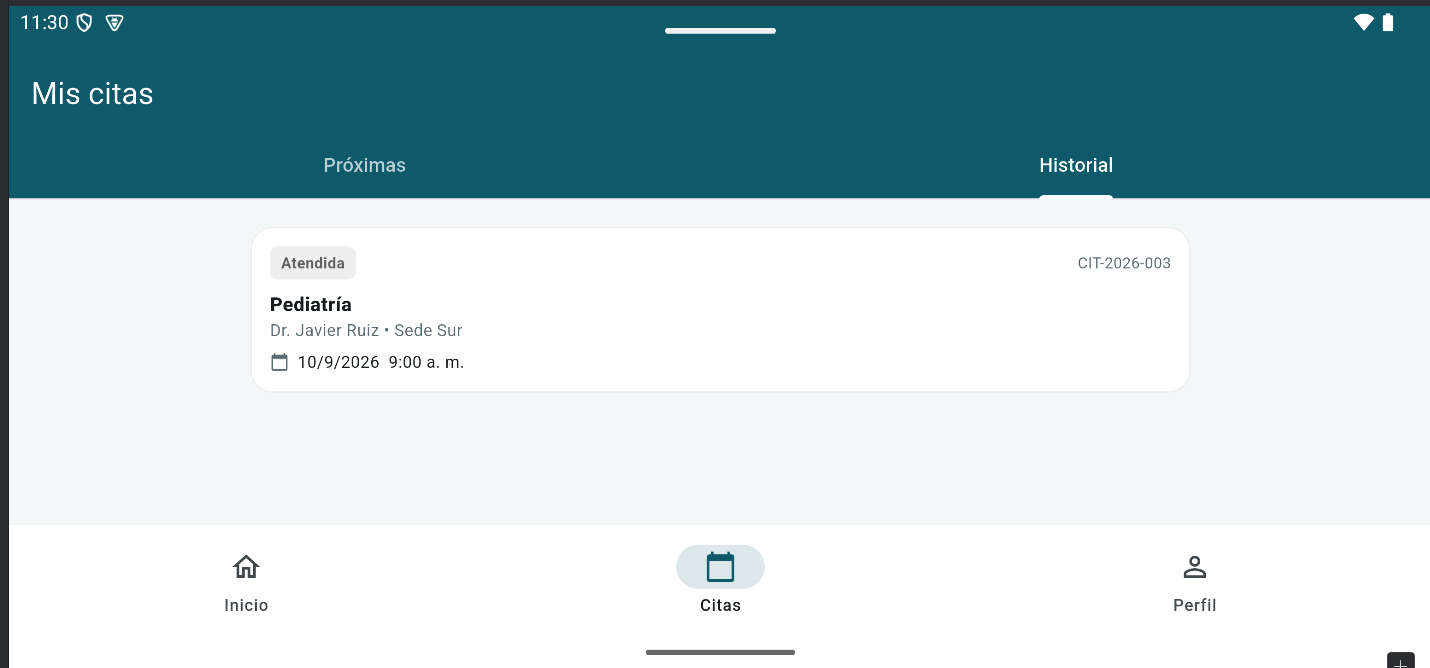 11:30
Mis citas
Próximas
Historial
Atendida
CIT-2026-003
Pediatría
Dr. Javier Ruiz • Sede Sur
10/9/2026 9:00 a. m.
Inicio
Citas
Perfil